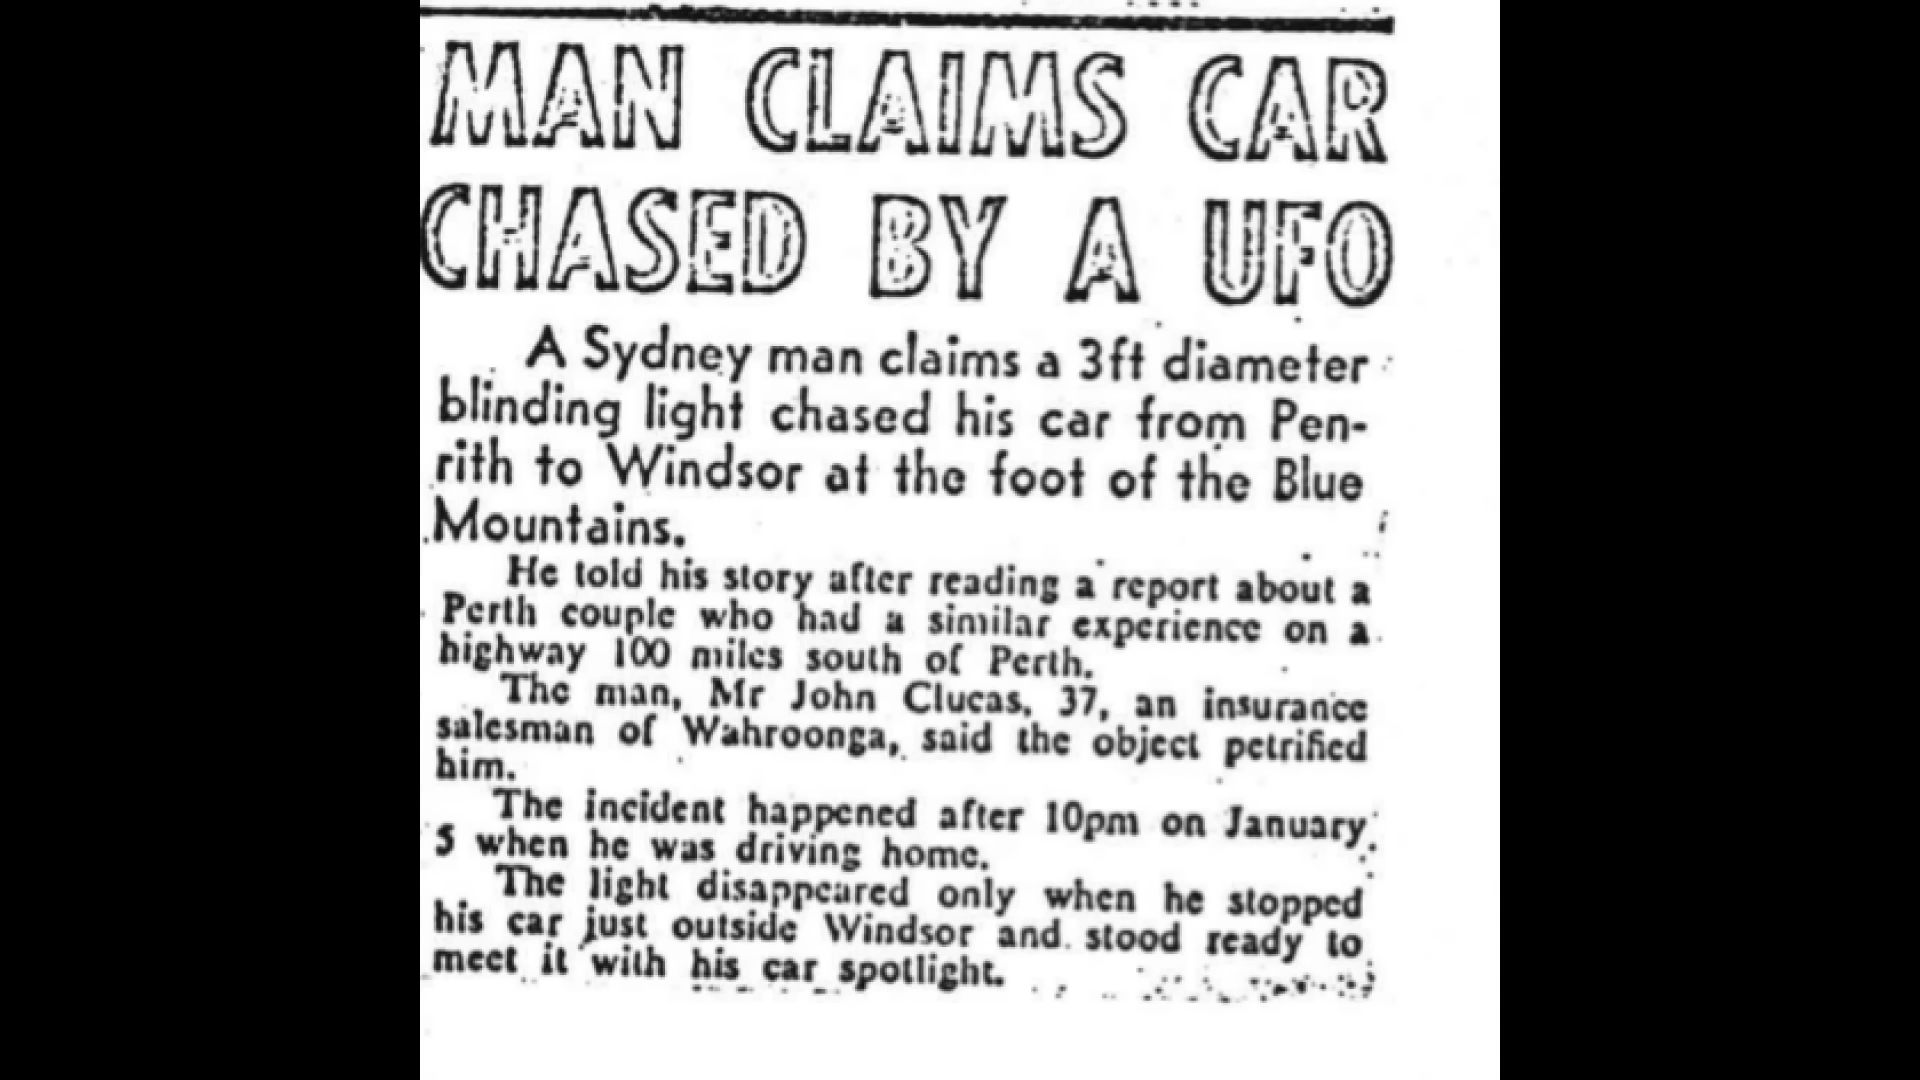 MAN CLAIMS CAR
CHASED BY A UFO
A Sydney man claims a 3ft diameter
blinding light chased his car from Pen-
rith to Windsor at the foot of the Blue
Mountains.
He told his story after reading a report about a
Perth couple who had a similar experience on a
highway 100 miles south of Perth.
The man, Mr John Clucas, 37, an insurance
salesman of Wahroonga, said the object petrified
him.
The incident happened after 10pm on January
5 when he was driving home.
The light disappeared only when he stopped
his car just outside Windsor and stood ready to
meet it with his car spotlight.